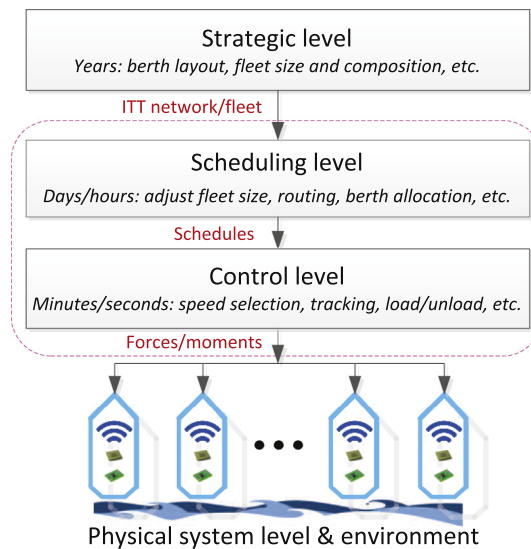 Strategic level
Years: berth layout, fleet size and composition, etc.
ITT network/fleet
Scheduling level
Days/hours: adjust fleet size, routing, berth allocation, etc.
Schedules
Control level
Minutes/seconds: speed selection, tracking, load/unload, etc.
Forces/moments
Physical system level & environment